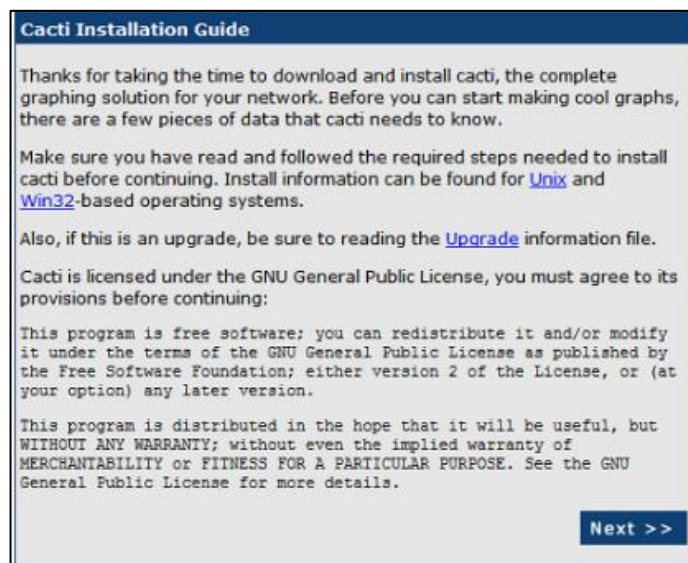 Cacti Installation Guide
Thanks for taking the time to download and install cacti, the complete
graphing solution for your network. Before you can start making cool graphs,
there are a few pieces of data that cacti needs to know.
Make sure you have read and followed the required steps needed to install
cacti before continuing. Install information can be found for Unix and
Win32-based operating systems.
Also, if this is an upgrade, be sure to reading the Upgrade information file.
Cacti is licensed under the GNU General Public License, you must agree to its
provisions before continuing:
This program is free software; you can redistribute it and/or modify
it under the terms of the GNU General Public License as published by
the Free Software Foundation; either version 2 of the License, or (at
your option) any later version.
This program is distributed in the hope that it will be useful, but
WITHOUT ANY WARRANTY; without even the implied warranty of
MERCHANTABILITY or FITNESS FOR A PARTICULAR PURPOSE. See the GNU
General Public License for more details.
Next >>